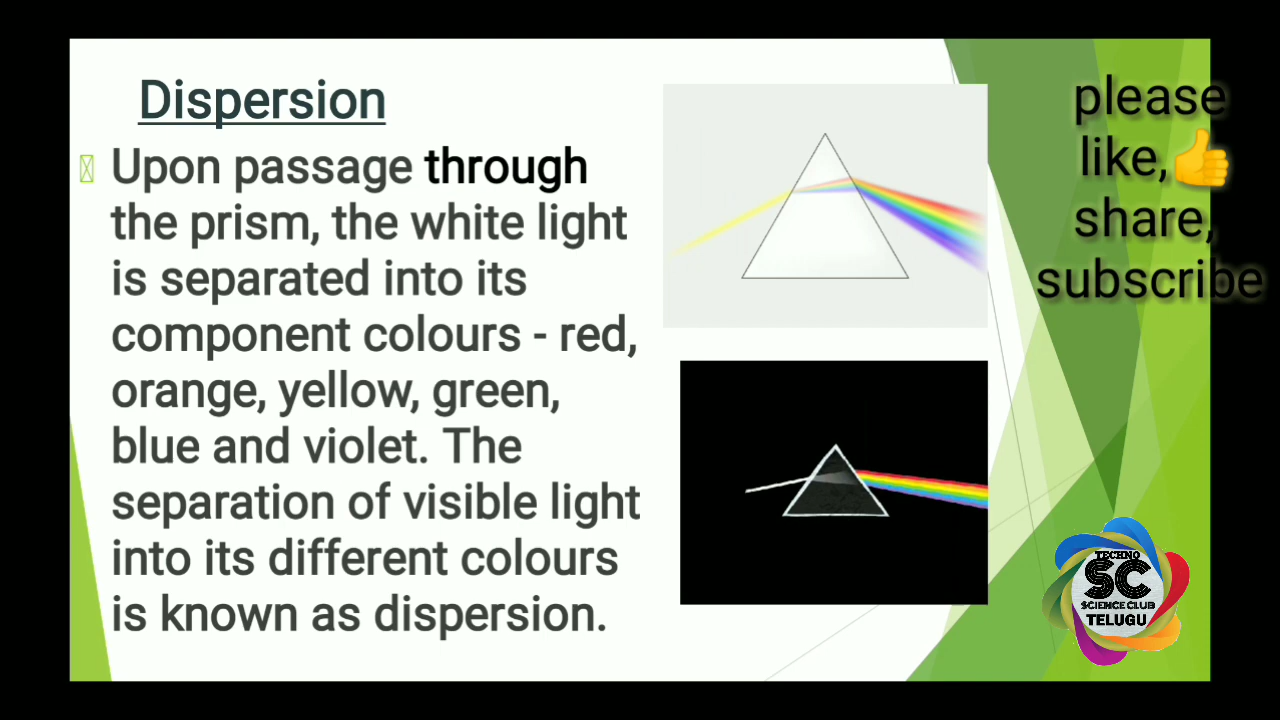 Dispersion
Upon passage through
the prism, the white light
is separated into its
component colours - red,
orange, yellow, green,
blue and violet. The
separation of visible light
into its different colours
is known as dispersion.
please
like,👍
share,
subscribe
TECHNO
SC
SCIENCE CLUB
TELUGU